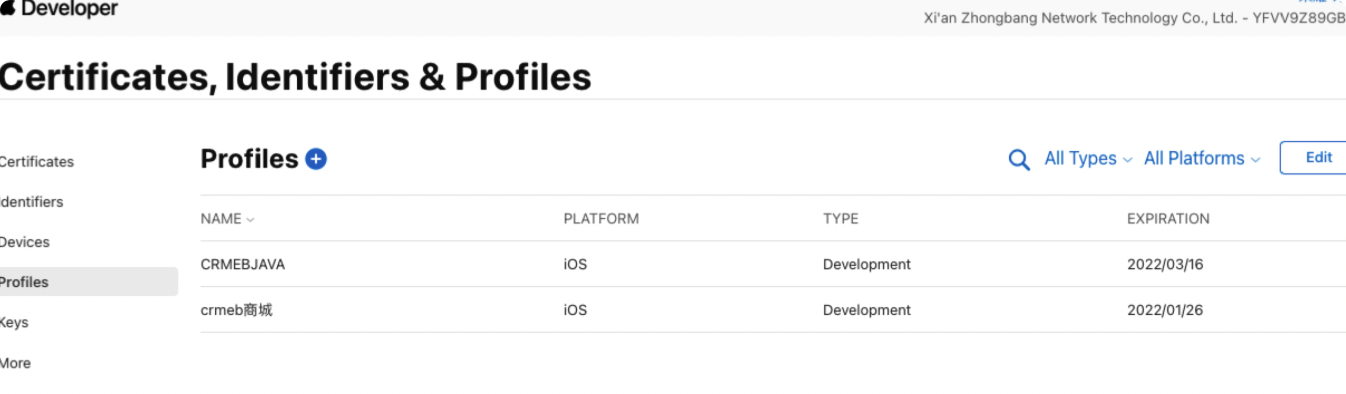 Developer
Xi'an Zhongbang Network Technology Co., Ltd. - YFVV9Z89GB
Certificates, Identifiers & Profiles
Certificates
Identifiers
Devices
Profiles
Keys
More
Profiles
All Types All Platforms Edit
NAME PLATFORM TYPE EXPIRATION
CRMEBJAVA iOS Development 2022/03/16
crmeb商城 iOS Development 2022/01/26